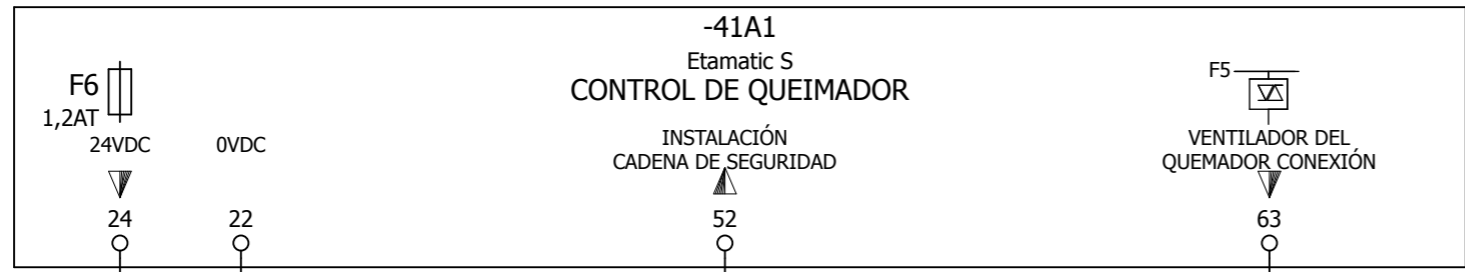 -41A1
Etamatic S
CONTROL DE QUEIMADOR
F6
1,2AT
24VDC
0VDC
INSTALACIÓN
CADENA DE SEGURIDAD
F5
VENTILADOR DEL
QUEMADOR CONEXIÓN
24
22
52
63